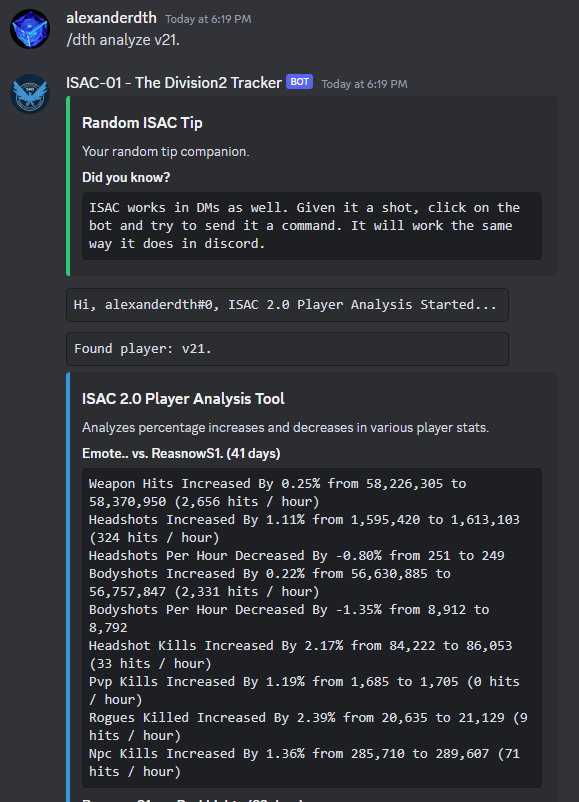 alexanderdth Today at 6:19 PM
/dth analyze v21.
ISAC-01 - The Division2 Tracker BOT Today at 6:19 PM
Random ISAC Tip
Your random tip companion.
Did you know?
ISAC works in DMs as well. Given it a shot, click on the
bot and try to send it a command. It will work the same
way it does in discord.
Hi, alexanderdth#0, ISAC 2.0 Player Analysis Started...
Found player: v21.
ISAC 2.0 Player Analysis Tool
Analyzes percentage increases and decreases in various player stats.
Emote.. vs. ReasnowS1. (41 days)
Weapon Hits Increased By 0.25% from 58,226,305 to
58,370,950 (2,656 hits / hour)
Headshots Increased By 1.11% from 1,595,420 to 1,613,103
(324 hits / hour)
Headshots Per Hour Decreased By -0.80% from 251 to 249
Bodyshots Increased By 0.22% from 56,630,885 to
56,757,847 (2,331 hits / hour)
Bodyshots Per Hour Decreased By -1.35% from 8,912 to
8,792
Headshot Kills Increased By 2.17% from 84,222 to 86,053
(33 hits / hour)
Pvp Kills Increased By 1.19% from 1,685 to 1,705 (0 hits
/ hour)
Rogues Killed Increased By 2.39% from 20,635 to 21,129 (9
hits / hour)
Npc Kills Increased By 1.36% from 285,710 to 289,607 (71
hits / hour)